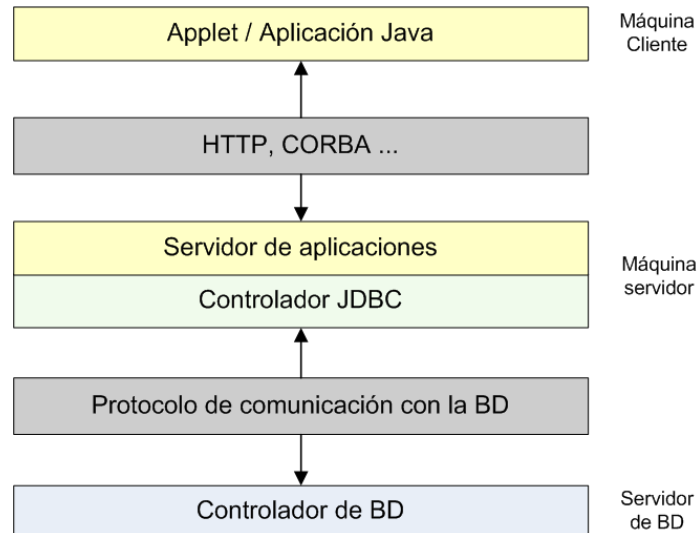 Applet / Aplicación Java
Máquina
Cliente
HTTP, CORBA ...
Servidor de aplicaciones
Controlador JDBC
Máquina
servidor
Protocolo de comunicación con la BD
Controlador de BD
Servidor
de BD